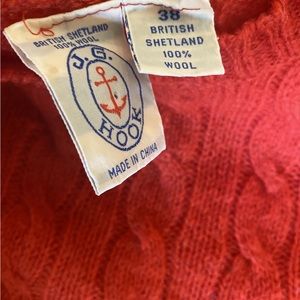 BRITISH SHETLAND
100% WOOL
J.G.
HOOK
MADE IN CHINA
38
BRITISH
SHETLAND
100%
WOOL